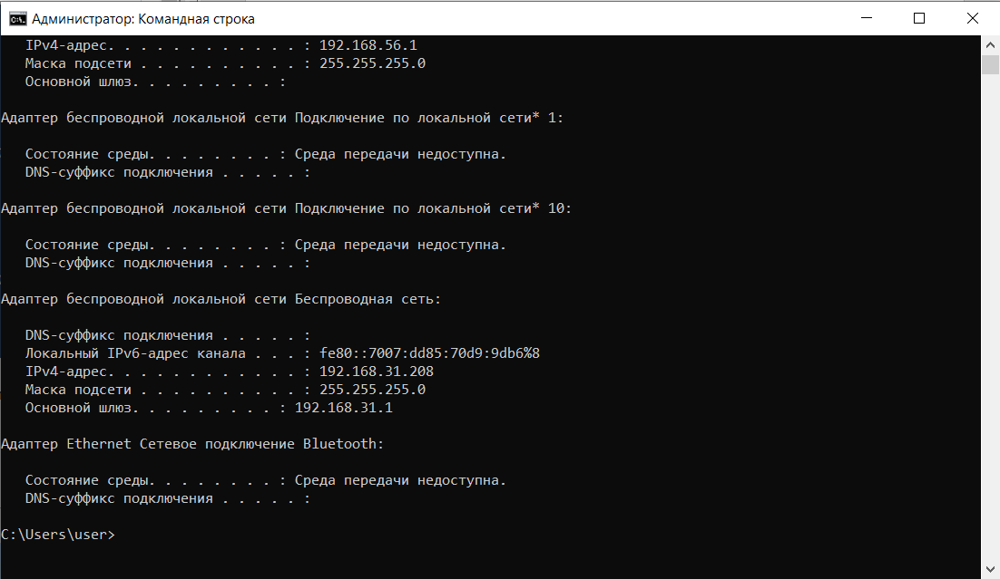 Администратор: Командная строка
IPv4-адрес. . . . . . . . . . . . : 192.168.56.1
Маска подсети . . . . . . . . . . : 255.255.255.0
Основной шлюз. . . . . . . . . :
Адаптер беспроводной локальной сети Подключение по локальной сети* 1:
Состояние среды. . . . . . . . : Среда передачи недоступна.
DNS-суффикс подключения . . . . . :
Адаптер беспроводной локальной сети Подключение по локальной сети* 10:
Состояние среды. . . . . . . . : Среда передачи недоступна.
DNS-суффикс подключения . . . . . :
Адаптер беспроводной локальной сети Беспроводная сеть:
DNS-суффикс подключения . . . . . :
Локальный IPv6-адрес канала . . . : fe80::7007:dd85:70d9:9db6%8
IPv4-адрес. . . . . . . . . . . . : 192.168.31.208
Маска подсети . . . . . . . . . . : 255.255.255.0
Основной шлюз. . . . . . . . . : 192.168.31.1
Адаптер Ethernet Сетевое подключение Bluetooth:
Состояние среды. . . . . . . . : Среда передачи недоступна.
DNS-суффикс подключения . . . . . :
C:\Users\user>